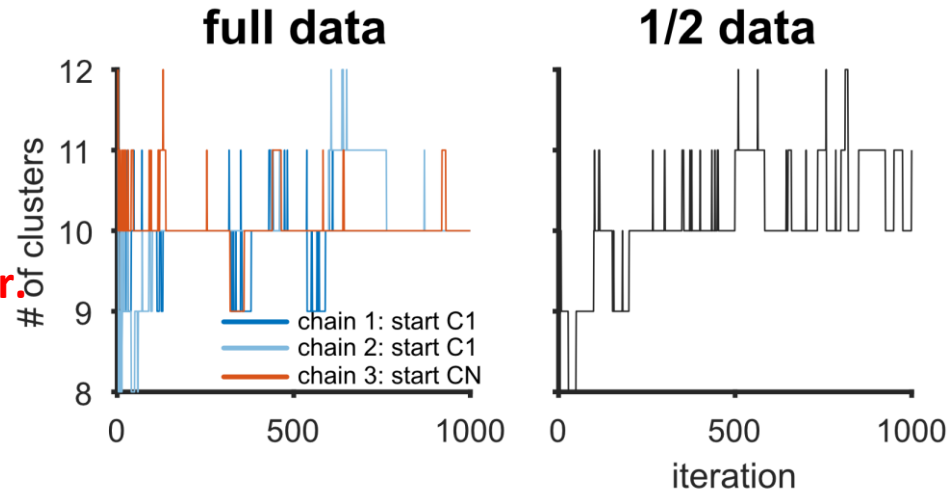 full data
1/2 data
12
11
10
9
8
# of clusters
r.
chain 1: start C1
chain 2: start C1
chain 3: start CN
0 500 1000
0 500 1000
iteration